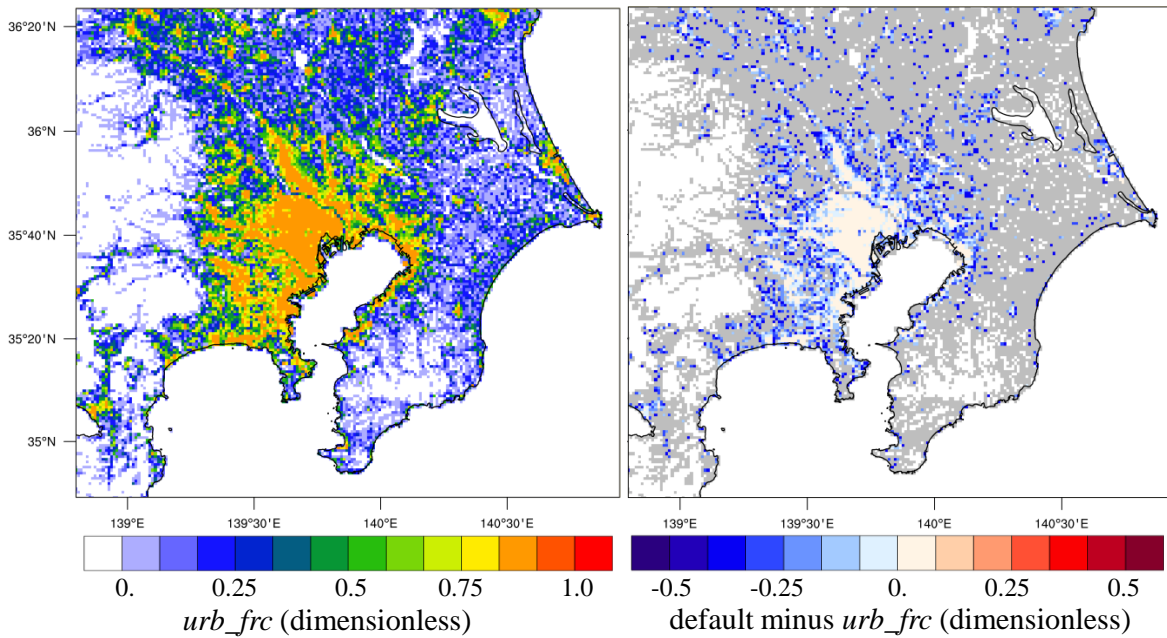 36°20'N
36°N
35°40'N
35°20'N
35°N
139°E 139°30'E 140°E 140°30'E 139°E 139°30'E 140°E 140°30'E
0. 0.25 0.5 0.75 1.0 -0.5 -0.25 0. 0.25 0.5
urb_frc (dimensionless) default minus urb_frc (dimensionless)